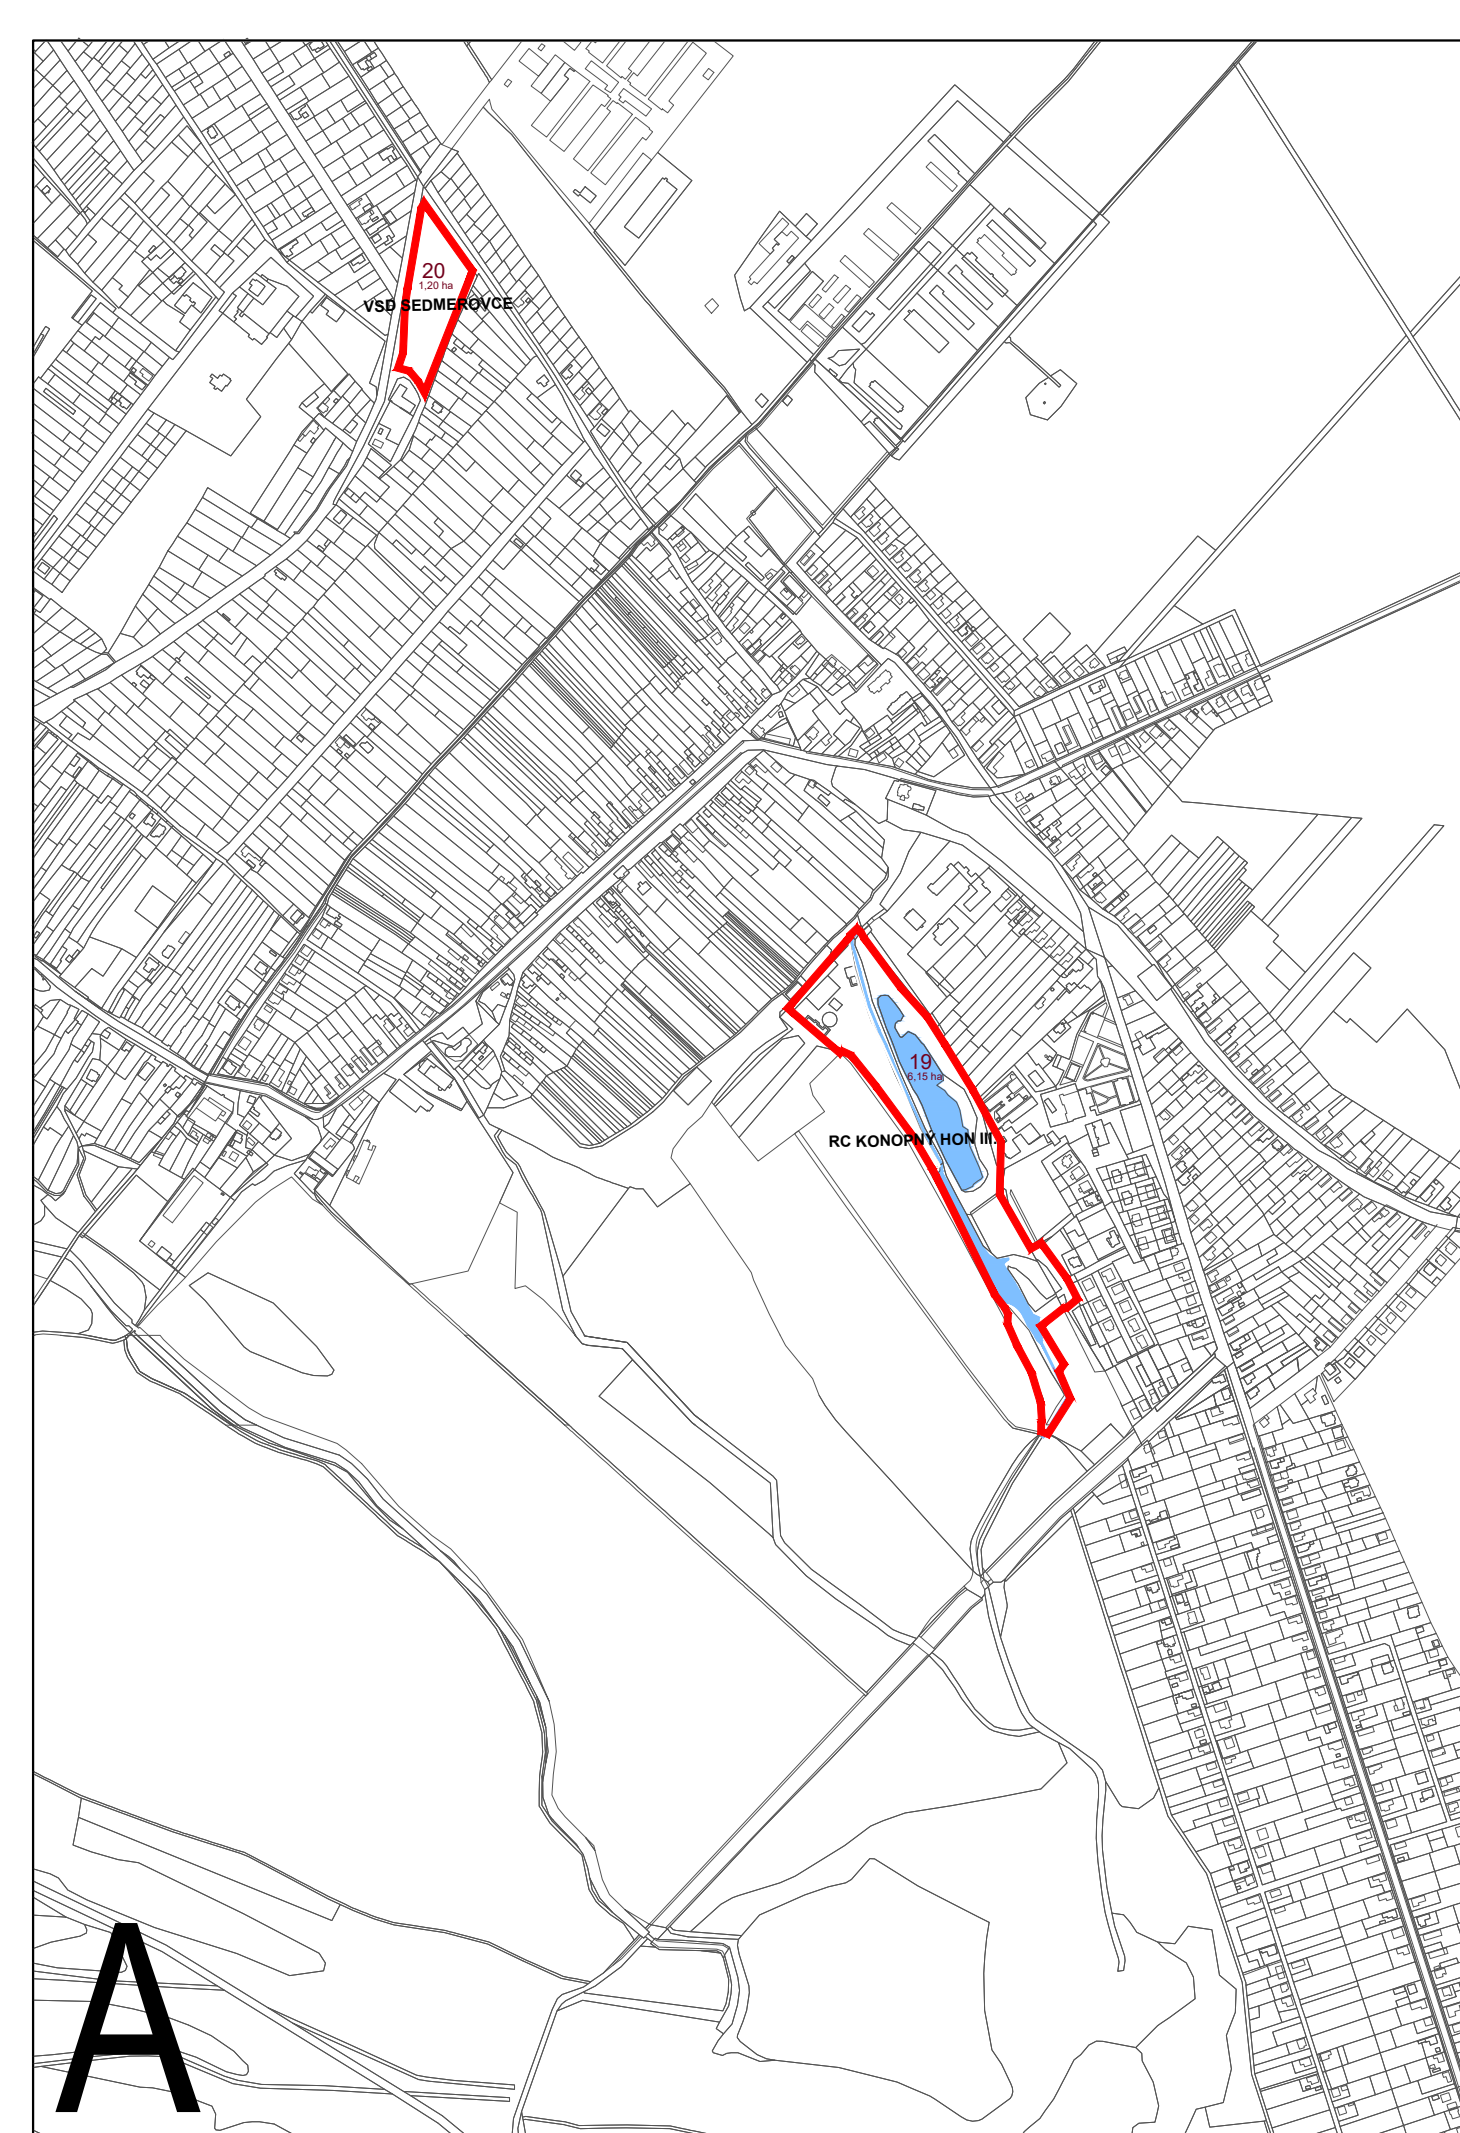 20
1,20 ha
VSD SEDMEROVCE
19
6,15 ha
RC KONOPNÝ HON III.
A